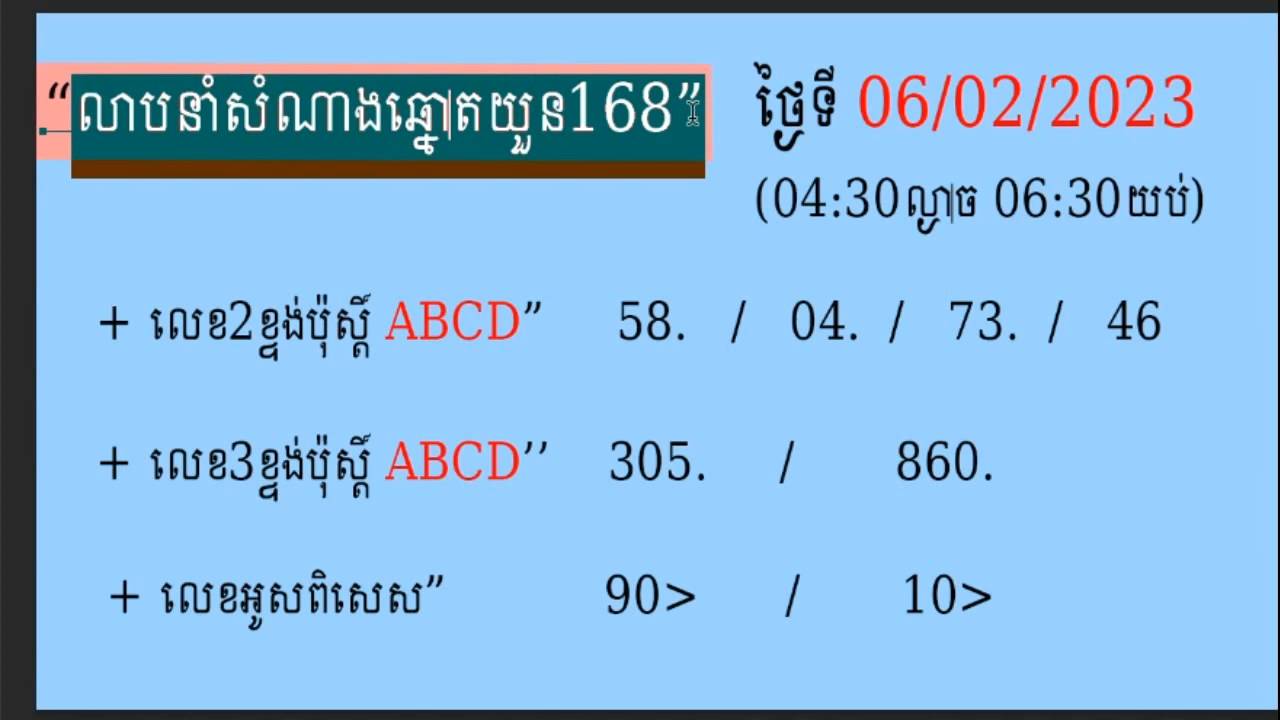 “លាបនាំសំណាងឆ្នោតយួន168” ថ្ងៃទី 06/02/2023
(04:30ល្ងាច 06:30យប់)
+ លេខ2ខ្ទង់ប៉ុស្តិ៍ ABCD” 58. / 04. / 73. / 46
+ លេខ3ខ្ទង់ប៉ុស្តិ៍ ABCD’’ 305. / 860.
+ លេខអូសពិសេស” 90> / 10>